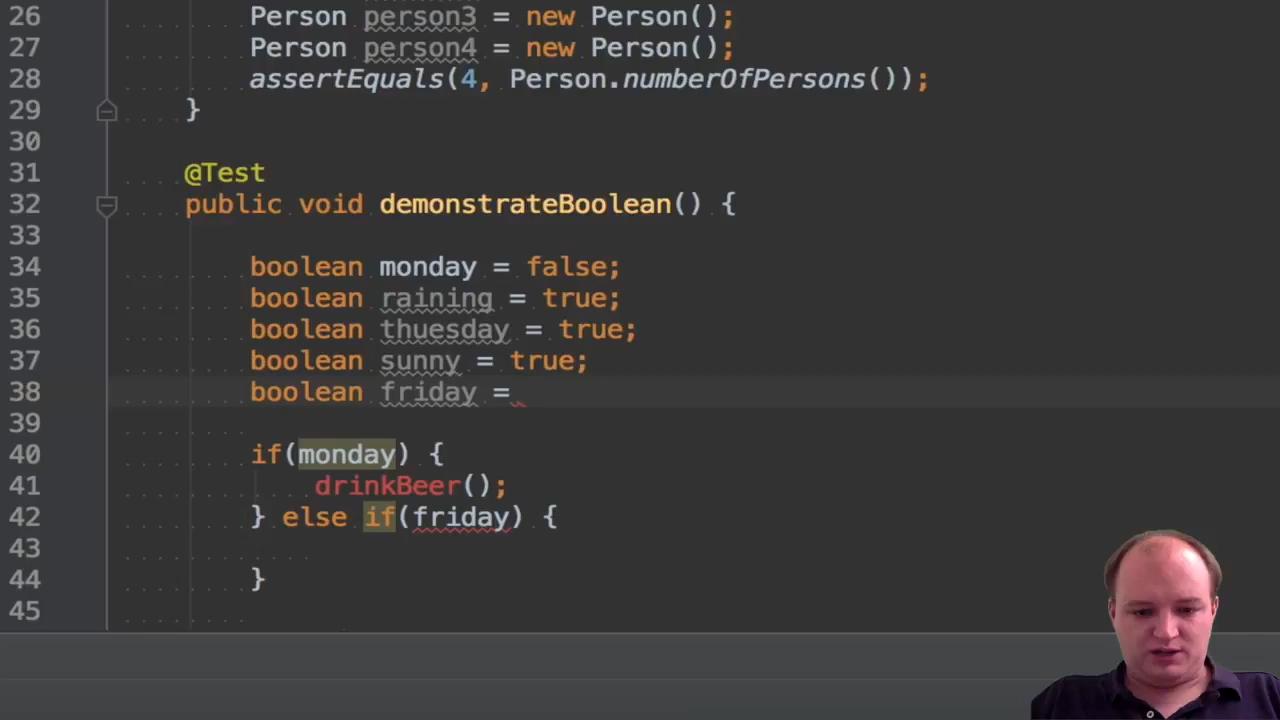 26 Person person3 = new Person();
27 Person person4 = new Person();
28 assertEquals(4, Person.numberOfPersons());
29 }
30
31 @Test
32 public void demonstrateBoolean() {
33
34 boolean monday = false;
35 boolean raining = true;
36 boolean thuesday = true;
37 boolean sunny = true;
38 boolean friday =
39
40 if(monday) {
41 drinkBeer();
42 } else if(friday) {
43
44 }
45